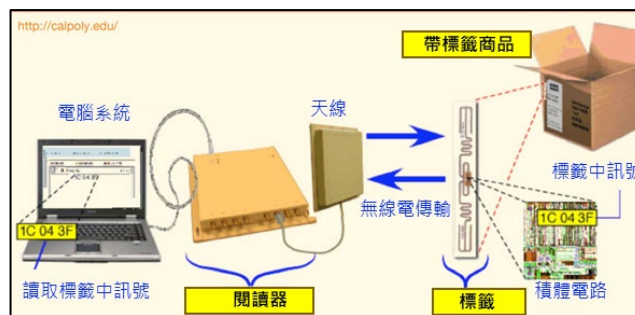 http://calpoly.edu/
帶標籤商品
電腦系統
天線
無線電傳輸
標籤中訊號
1C 04 3F
1C 04 3F
1C 04 3F
讀取標籤中訊號
閱讀器
標籤
積體電路